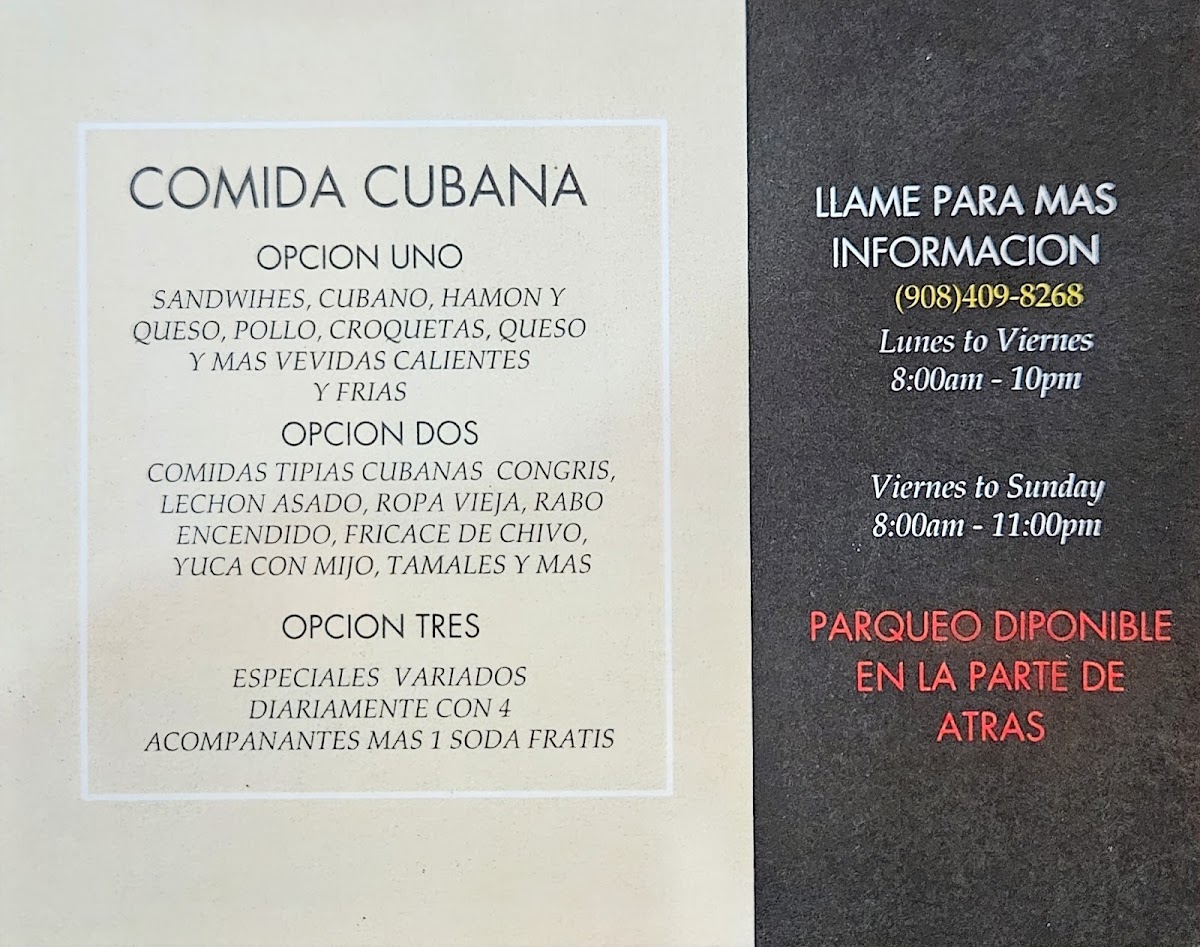 COMIDA CUBANA
OPCION UNO
SANDWIHES, CUBANO, HAMON Y
QUESO, POLLO, CROQUETAS, QUESO
Y MAS VEVIDAS CALIENTES
Y FRIAS
OPCION DOS
COMIDAS TIPIAS CUBANAS CONGRIS,
LECHON ASADO, ROPA VIEJA, RABO
ENCENDIDO, FRICACE DE CHIVO,
YUCA CON MIJO, TAMALES Y MAS
OPCION TRES
ESPECIALES VARIADOS
DIARIAMENTE CON 4
ACOMPANANTES MAS 1 SODA FRATIS
LLAME PARA MAS
INFORMACION
(908)409-8268
Lunes to Viernes
8:00am - 10pm
Viernes to Sunday
8:00am - 11:00pm
PARQUEO DIPONIBLE
EN LA PARTE DE
ATRAS